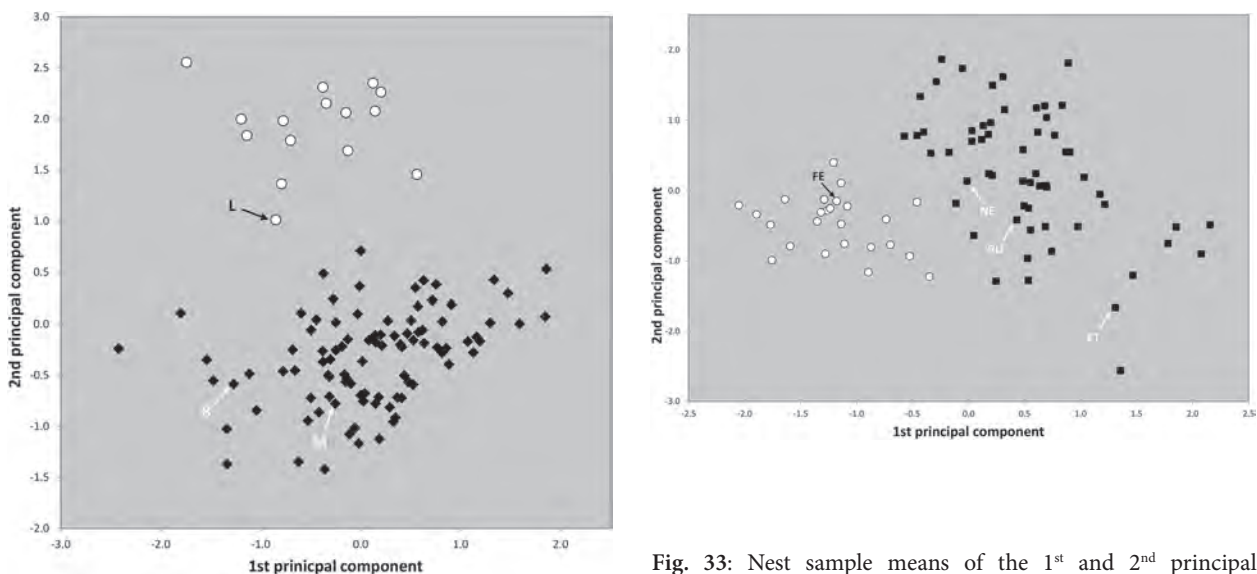 3.0
2.5
2.0
1.5
1.0
0.5
0.0
-0.5
-1.0
-1.5
-2.0
2nd principal component
L
-3.0 -2.0 -1.0 0.0 1.0 2.0
1st prinicpal component
2.0
1.0
0.0
-1.0
-2.0
-3.0
2nd principal component
FE
NE
-2.5 -2.0 -1.5 -1.0 -0.5 0.0 0.5 1.0 1.5 2.0 2.5
1st principal component
Fig. 33: Nest sample means of the 1st and 2nd principal